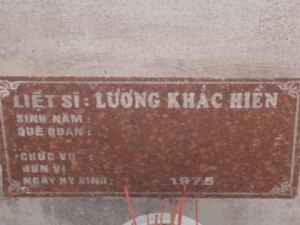 LIỆT SĨ: LƯƠNG KHẮC HIỀN
SINH NĂM:
QUÊ QUÁN:
CHỨC VỤ :
ĐƠN VỊ :
NGÀY HY SINH: 1975